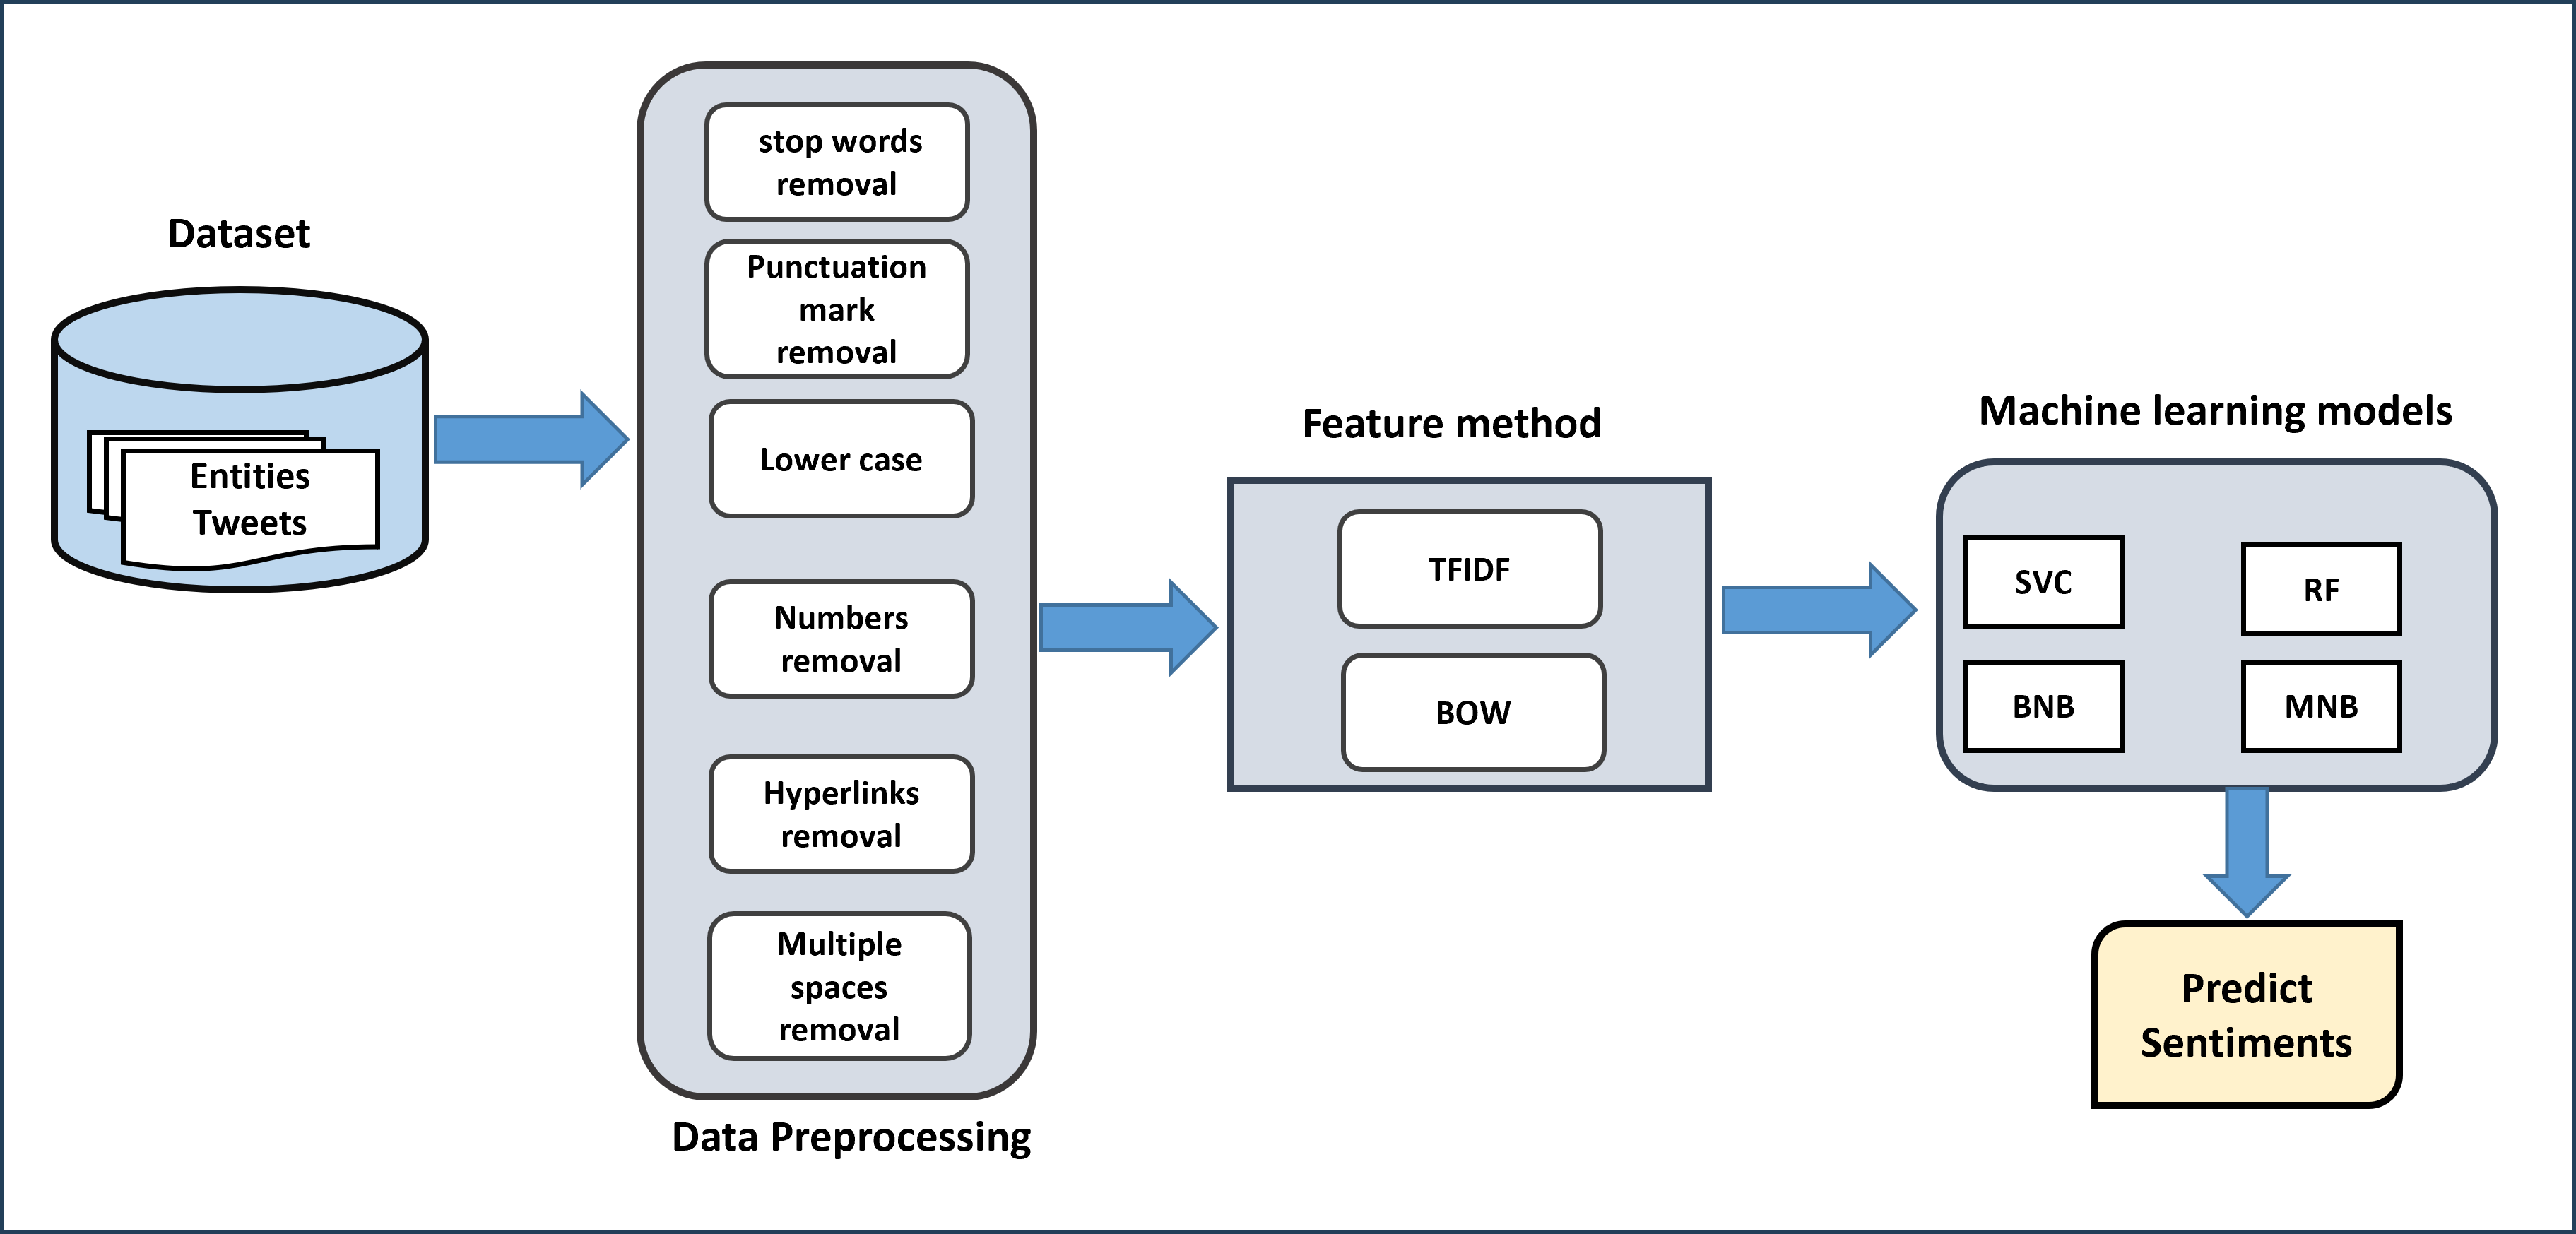 Dataset
Entities
Tweets
stop words
removal
Punctuation
mark
removal
Lower case
Numbers
removal
Hyperlinks
removal
Multiple
spaces
removal
Data Preprocessing
Feature method
TFIDF
BOW
Machine learning models
SVC
RF
BNB
MNB
Predict
Sentiments